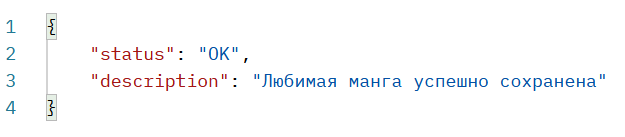 1 {
2 "status": "OK",
3 "description": "Любимая манга успешно сохранена"
4 }